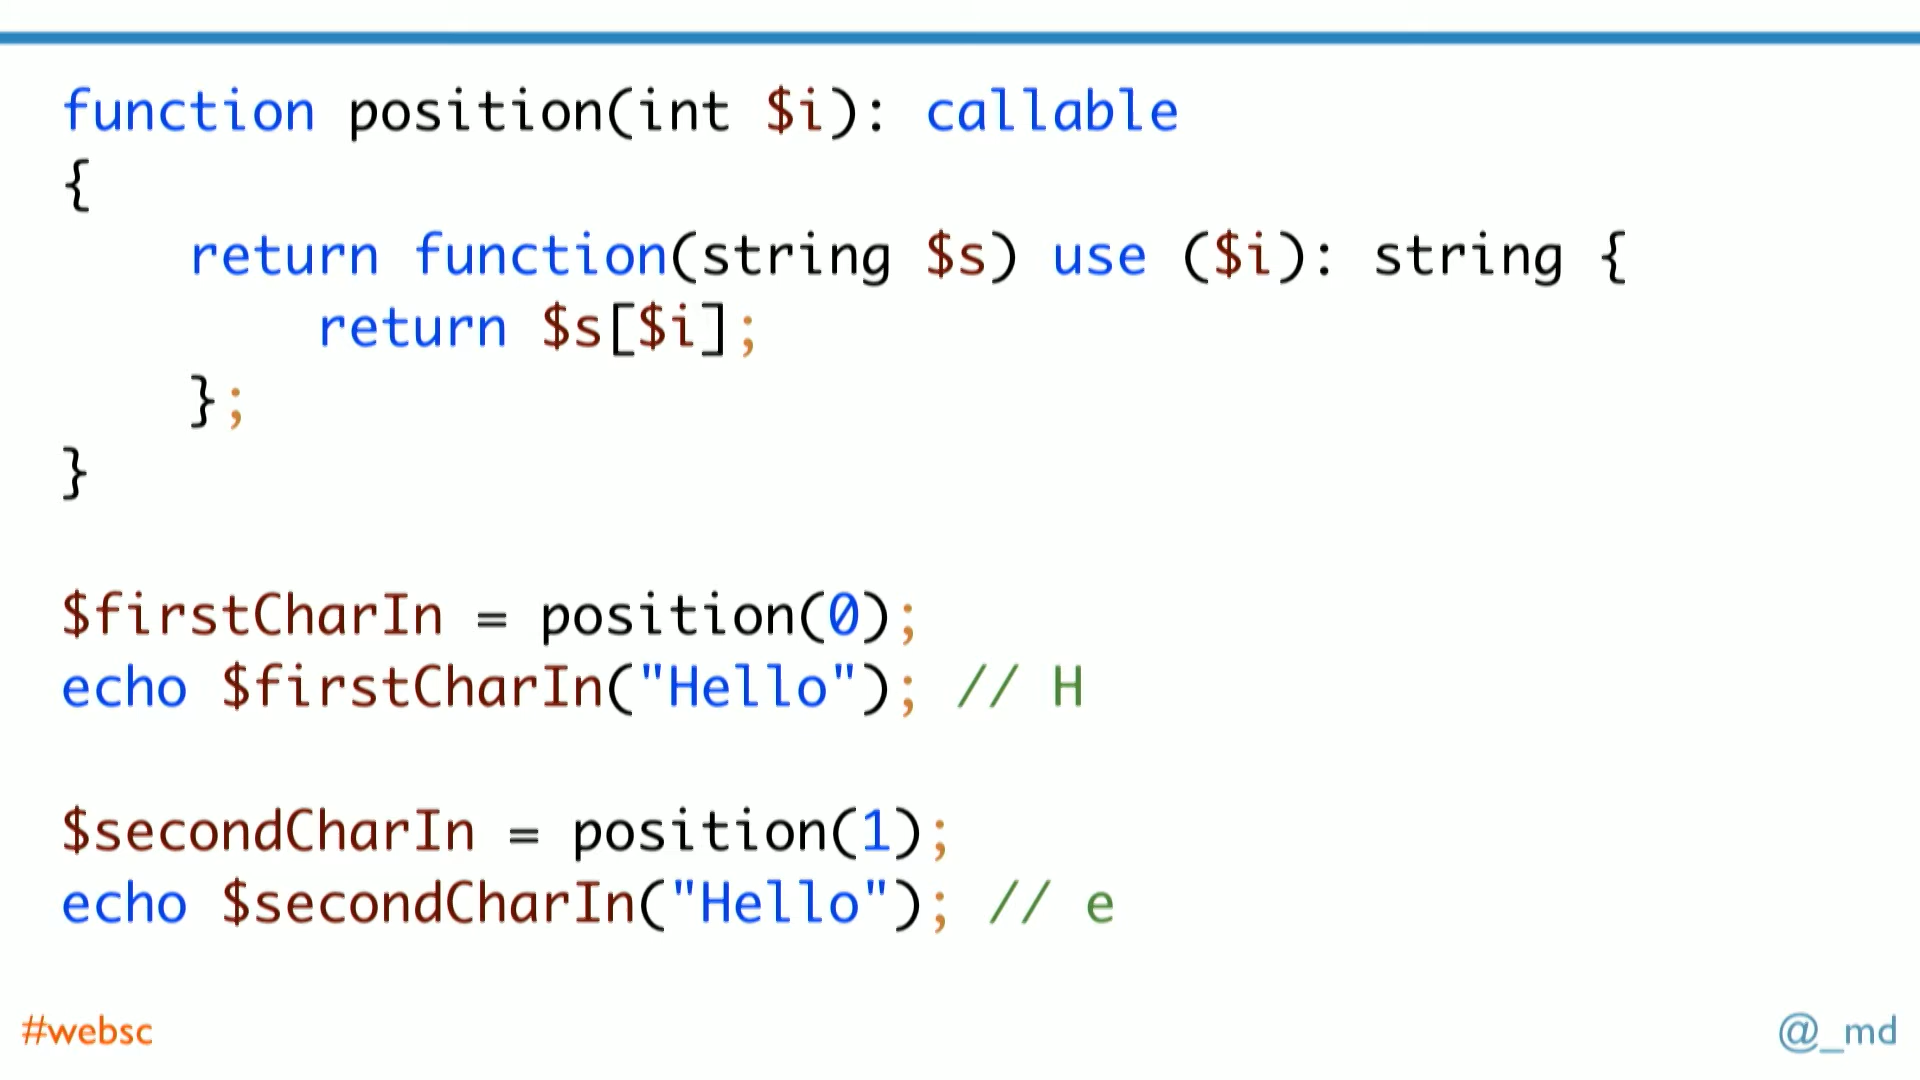 function position(int $i): callable
{
    return function(string $s) use ($i): string {
        return $s[$i];
    };
}
$firstCharIn = position(0);
echo $firstCharIn("Hello"); // H
$secondCharIn = position(1);
echo $secondCharIn("Hello"); // e
#websc
@_md